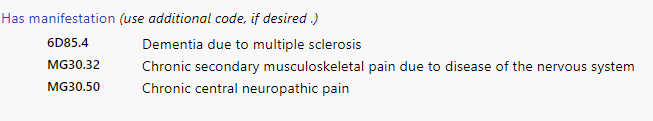 Has manifestation (use additional code, if desired .)
6D85.4 Dementia due to multiple sclerosis
MG30.32 Chronic secondary musculoskeletal pain due to disease of the nervous system
MG30.50 Chronic central neuropathic pain